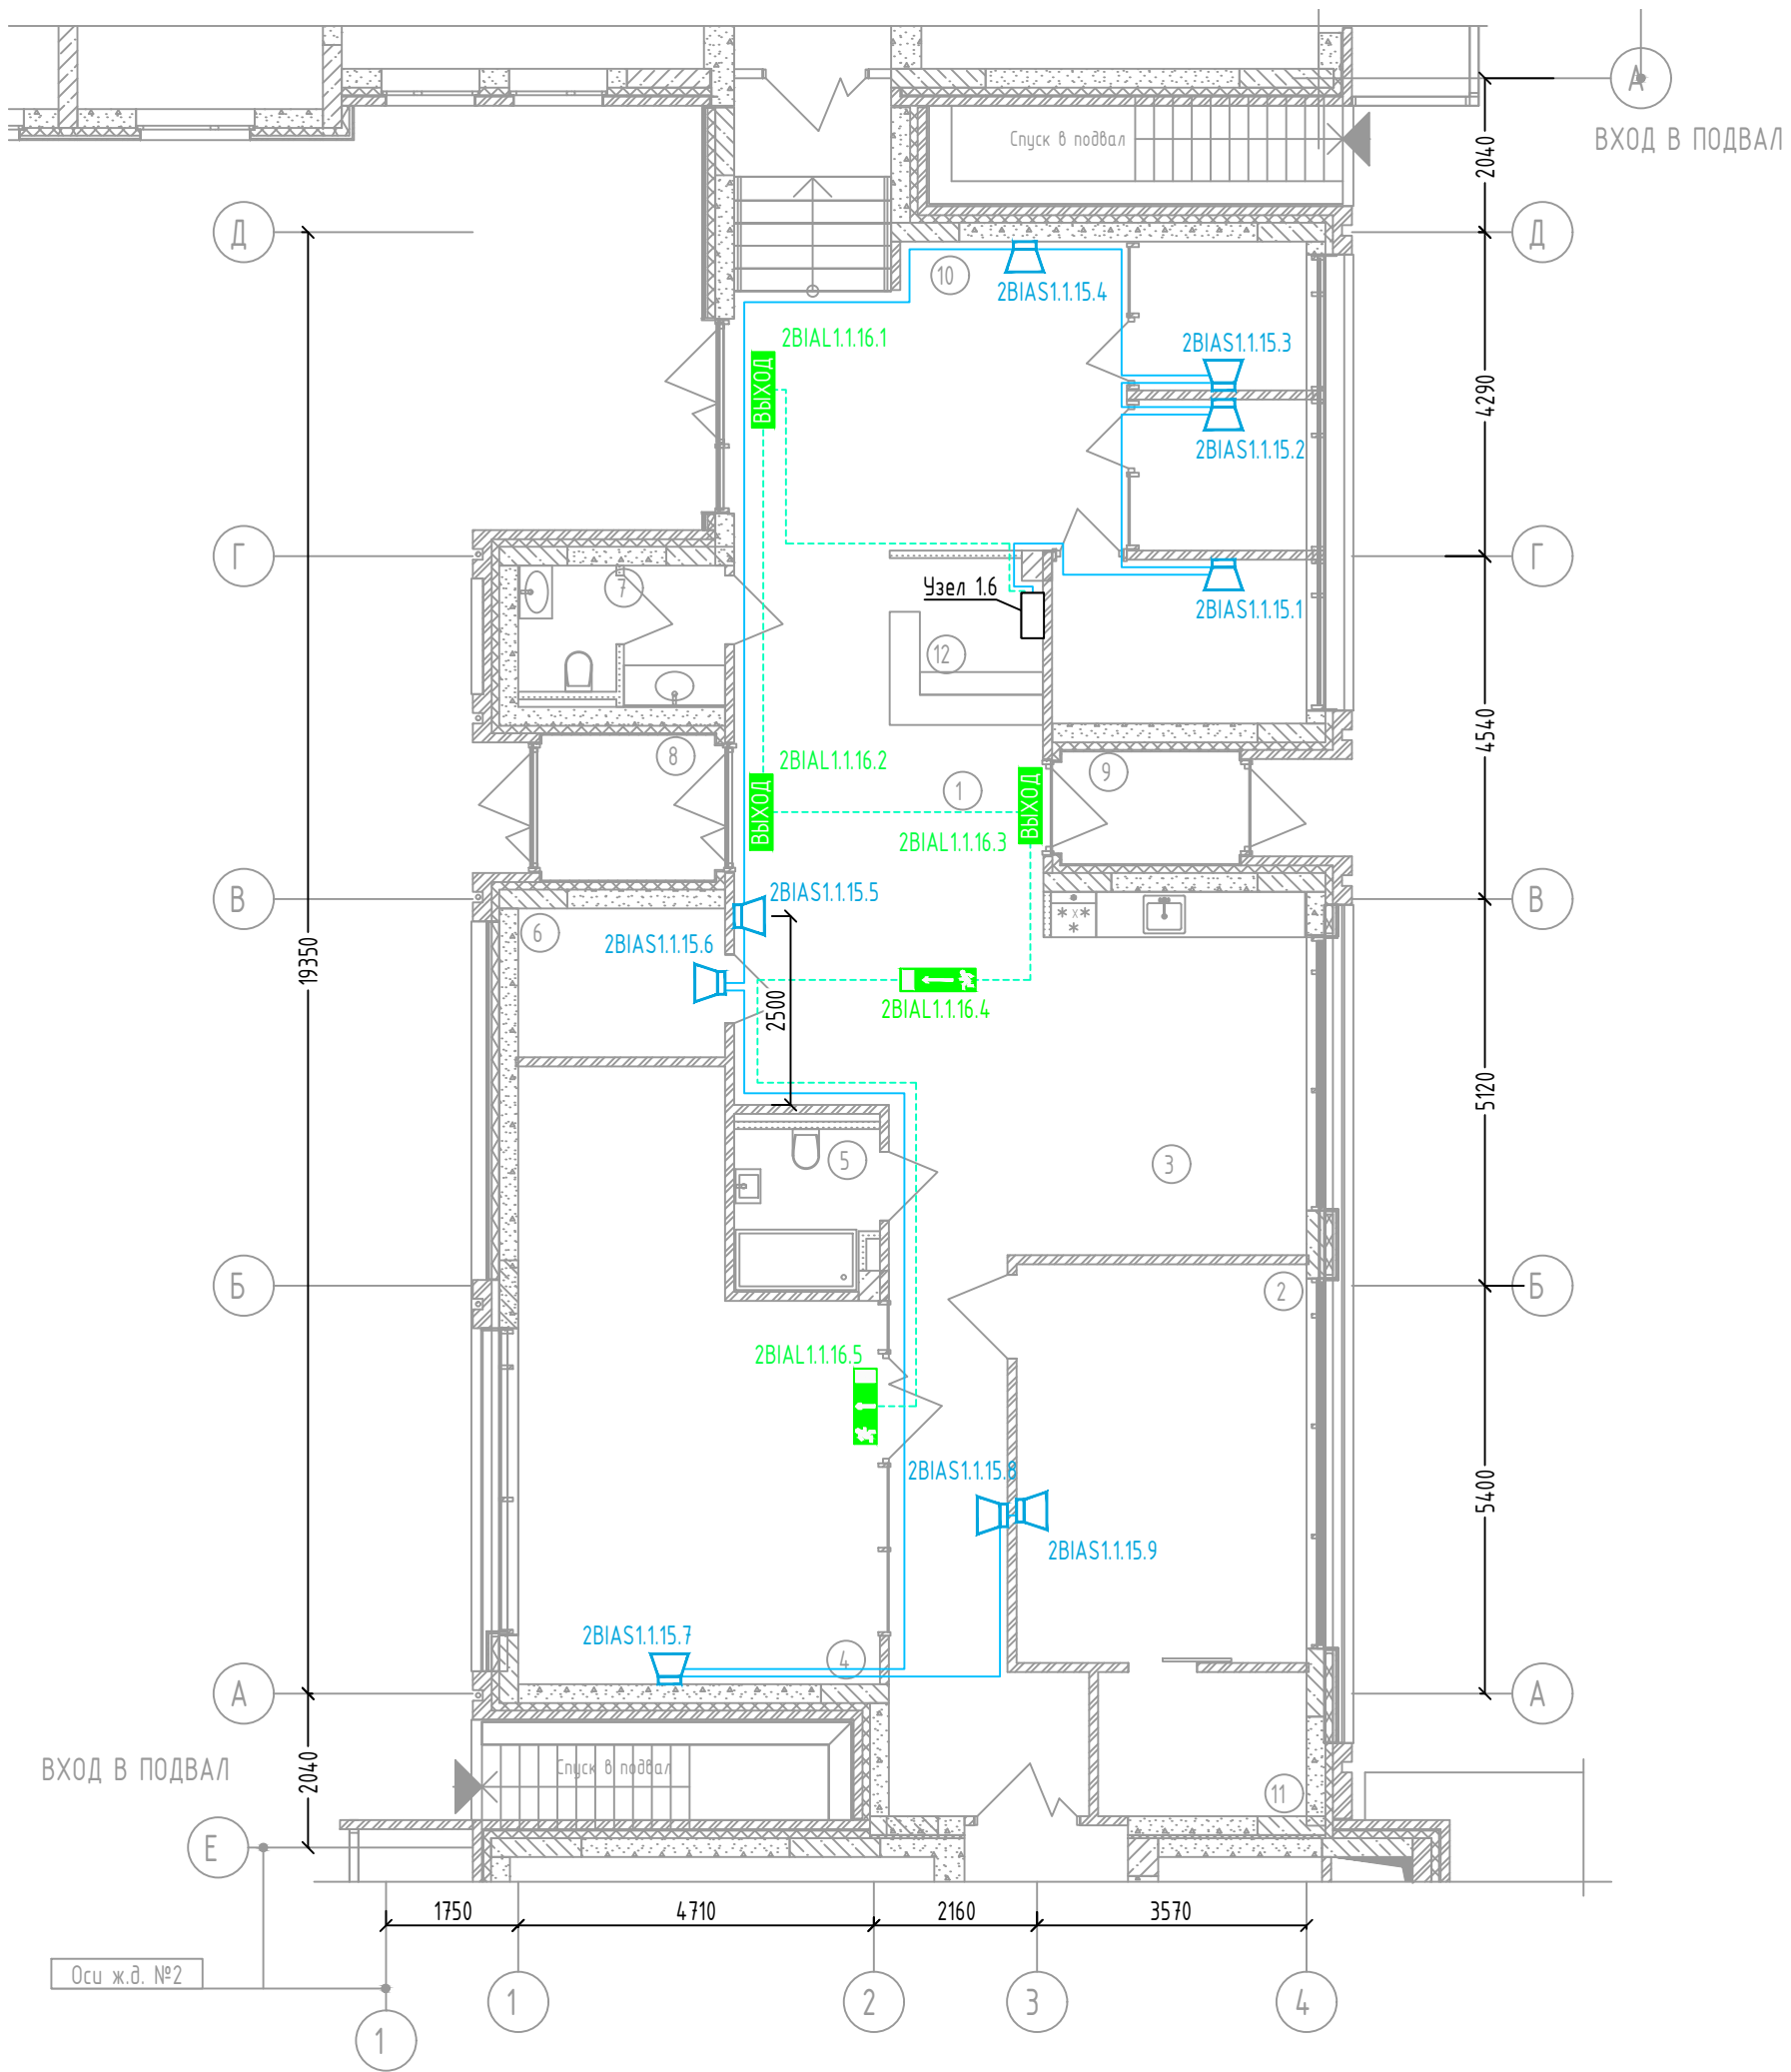 А
ВХОД В ПОДВАЛ
Спуск в подвал
2040
Д
Д
10
2BIAS1.1.15.4
2BIAL1.1.16.1
ВЫХОД
2BIAS1.1.15.3
2BIAS1.1.15.2
4290
Г
Г
7
Узел 1.6
2BIAS1.1.15.1
12
4540
8
2BIAL1.1.16.2
ВЫХОД
1
ВЫХОД
9
2BIAL1.1.16.3
В
В
2BIAS1.1.15.5
6
2BIAS1.1.15.6
19350
2500
2BIAL1.1.16.4
5120
5
3
Б
Б
2
2BIAL1.1.16.5
5400
2BIAS1.1.15.8
2BIAS1.1.15.9
2BIAS1.1.15.7
4
А
А
ВХОД В ПОДВАЛ
2040
Спуск в подвал
11
Е
1750
4710
2160
3570
Оси ж.д. №2
1
1
2
3
4